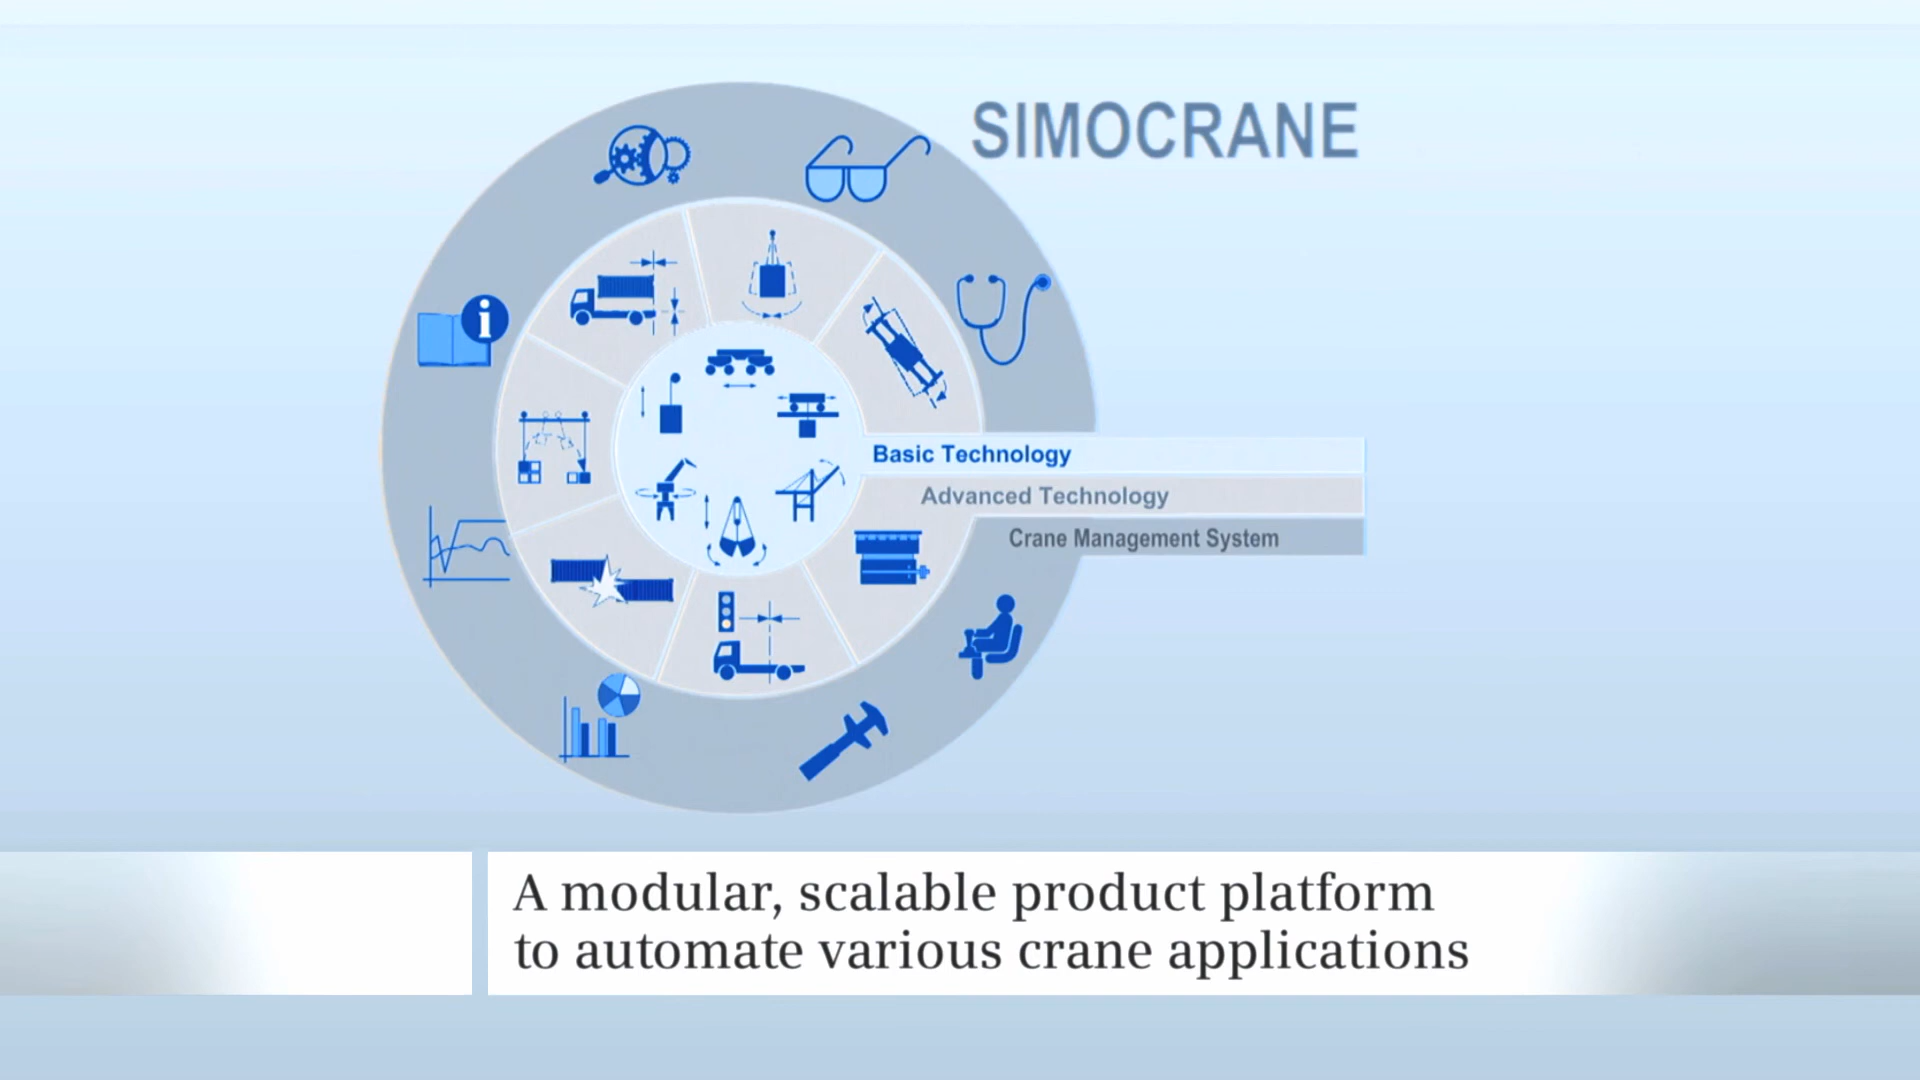 SIMOCRANE
i
Basic Technology
Advanced Technology
Crane Management System
A modular, scalable product platform
to automate various crane applications